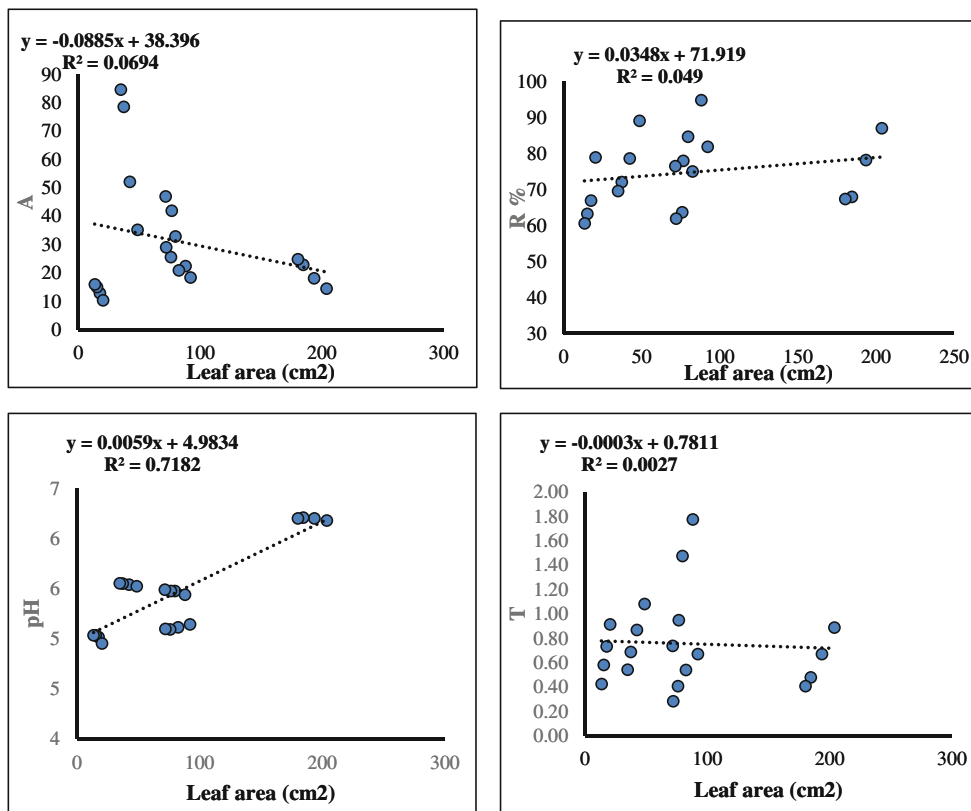 y = -0.0885x + 38.396
R² = 0.0694
90
80
70
60
50
40
30
20
10
0
A
0 100 200 300
Leaf area (cm2)
y = 0.0348x + 71.919
R² = 0.049
100
90
80
70
60
50
40
30
R %
0 50 100 150 200 250
Leaf area (cm2)
y = 0.0059x + 4.9834
R² = 0.7182
7
6
6
5
5
4
pH
0 100 200 300
Leaf area (cm2)
y = -0.0003x + 0.7811
R² = 0.0027
2.00
1.80
1.60
1.40
1.20
1.00
0.80
0.60
0.40
0.20
0.00
T
0 100 200 300
Leaf area (cm2)